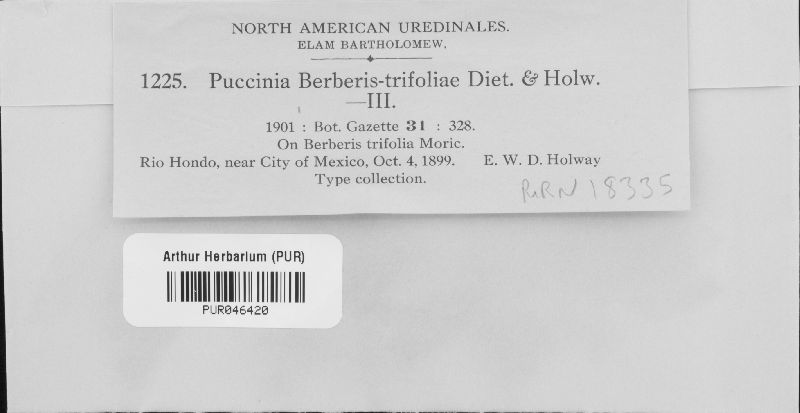 NORTH AMERICAN UREDINALES.
ELAM BARTHOLOMEW,
1225. Puccinia Berberis-trifoliae Diet. & Holw.
—III.
1901 : Bot. Gazette 31 : 328.
On Berberis trifolia Moric.
Rio Hondo, near City of Mexico, Oct. 4, 1899. E. W. D. Holway
Type collection.
PURN 18335
Arthur Herbarium (PUR)
PUR046420